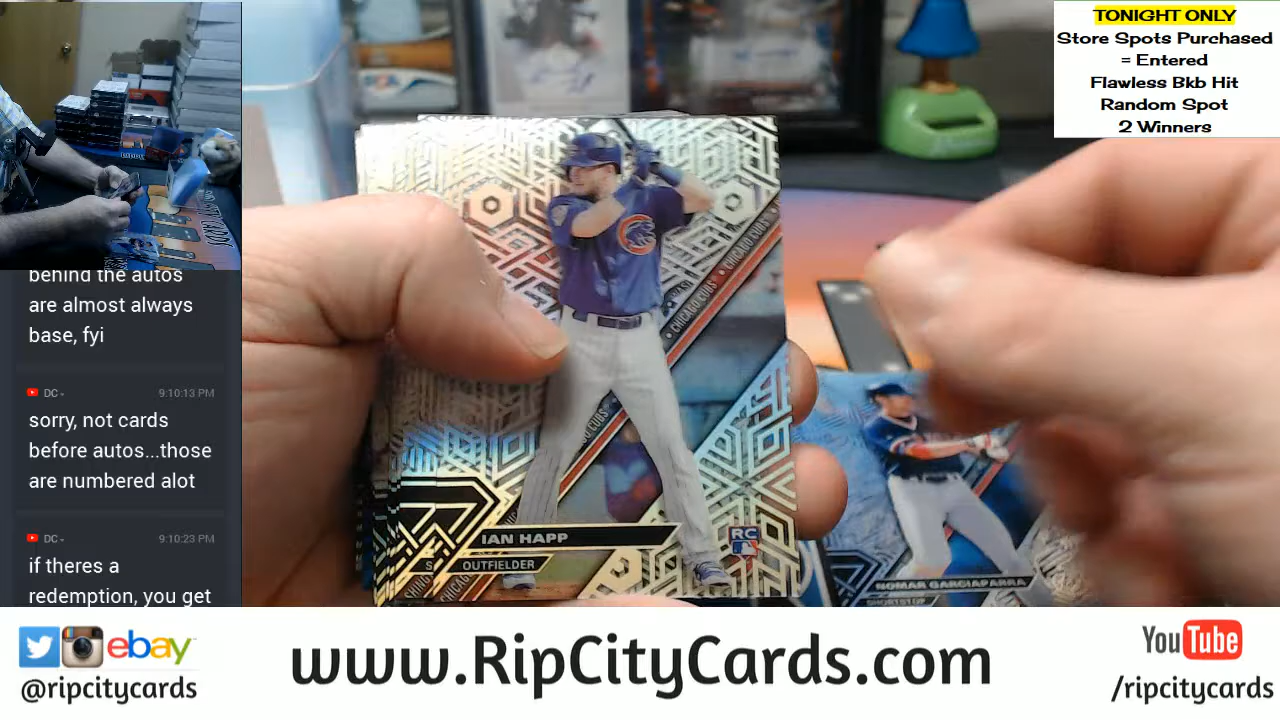 TONIGHT ONLY
Store Spots Purchased
= Entered
Flawless Bkb Hit
Random Spot
2 Winners
behind the autos
are almost always
base, fyi
DC
9:10:13 PM
sorry, not cards
before autos...those
are numbered alot
DC
9:10:23 PM
if theres a
redemption, you get
CHICAGO CUBS
CHICAGO CUBS
IAN HAPP
OUTFIELDER
RC
NOMAR GARCIAPARRA
SHORTSTOP
ebay
@ripcitycards
www.RipCityCards.com
YouTube
/ripcitycards